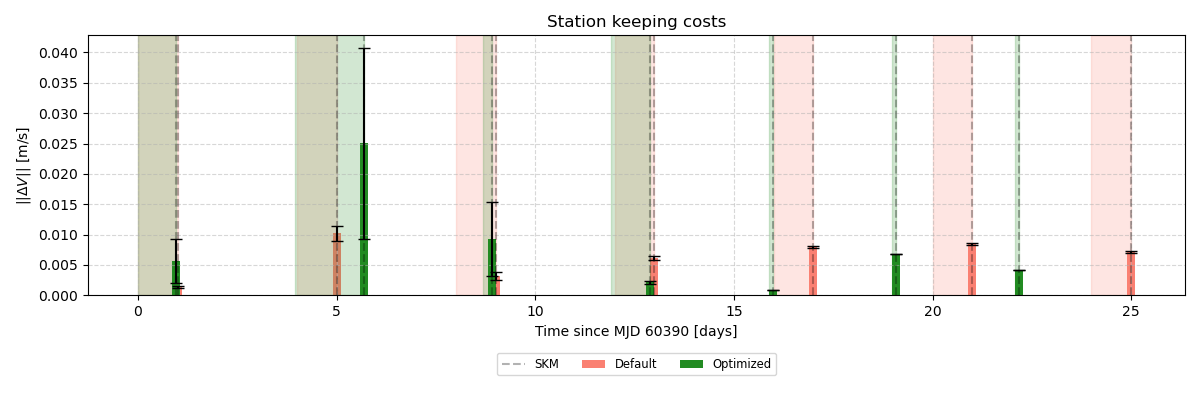 Station keeping costs
||ΔV|| [m/s]
0.040
0.035
0.030
0.025
0.020
0.015
0.010
0.005
0.000
0 5 10 15 20 25
Time since MJD 60390 [days]
SKM Default Optimized